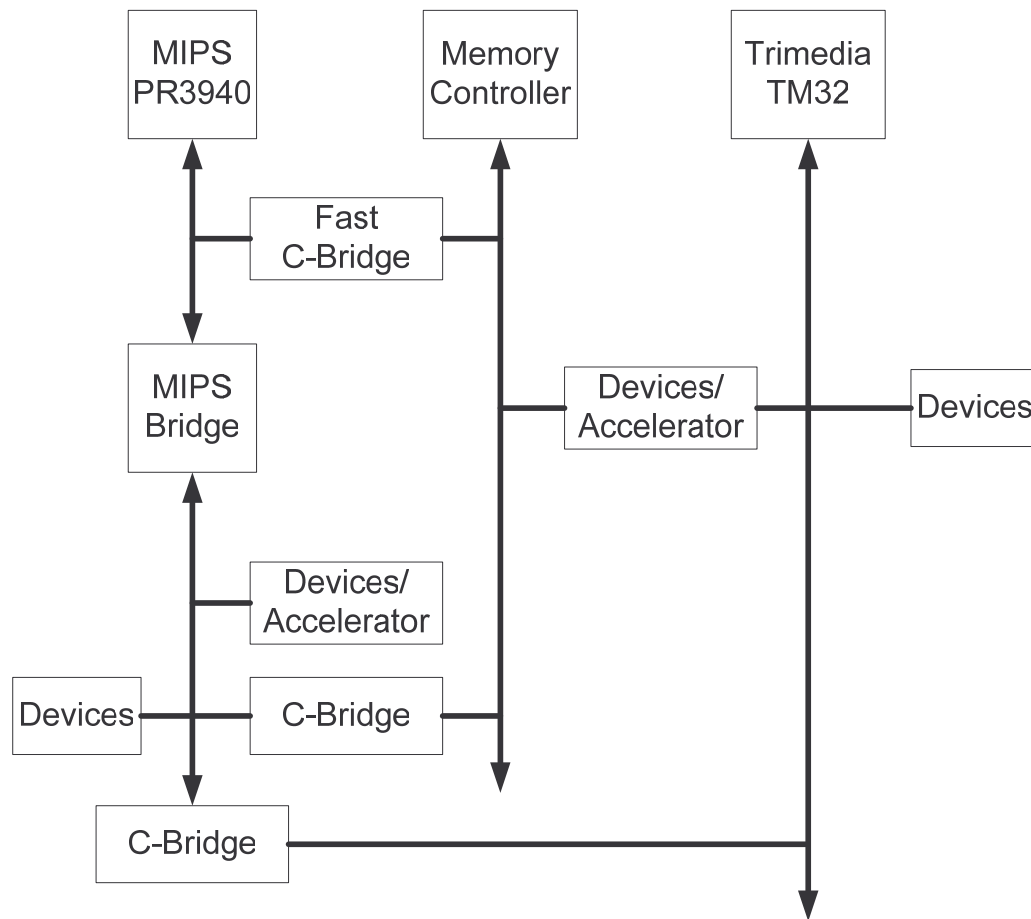 MIPS
PR3940
Memory
Controller
Trimedia
TM32
Fast
C-Bridge
MIPS
Bridge
Devices/
Accelerator
Devices
Devices/
Accelerator
Devices
C-Bridge
C-Bridge